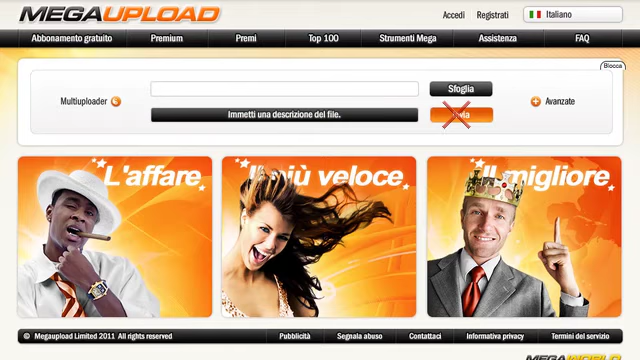 MEGAUPLOAD
Accedi Registrati Italiano
Abbonamento gratuito Premium Premi Top 100 Strumenti Mega Assistenza FAQ
Blocca
Multiuploader Sfoglia Avanzate
Immetti una descrizione del file. Invia
L'affare Il più veloce Il migliore
© Megaupload Limited 2011 All rights reserved Pubblicità Segnala abuso Contattaci Informativa privacy Termini del servizio
MEGAWORLD